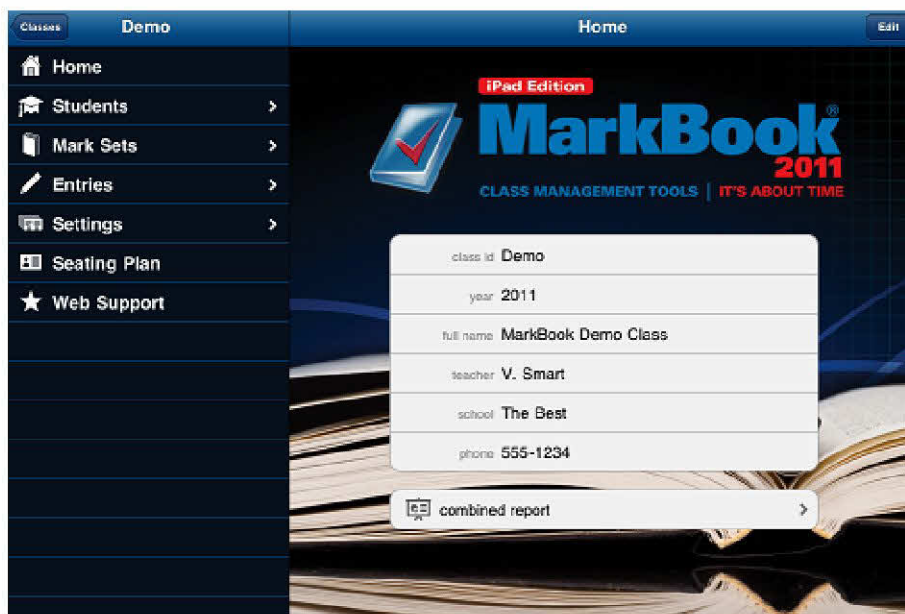 Classes
Demo
Home
Edit
Home
Students
Mark Sets
Entries
Settings
Seating Plan
Web Support
iPad Edition
MarkBook®
2011
CLASS MANAGEMENT TOOLS | IT'S ABOUT TIME
class id Demo
year 2011
full name MarkBook Demo Class
teacher V. Smart
school The Best
phone 555-1234
combined report